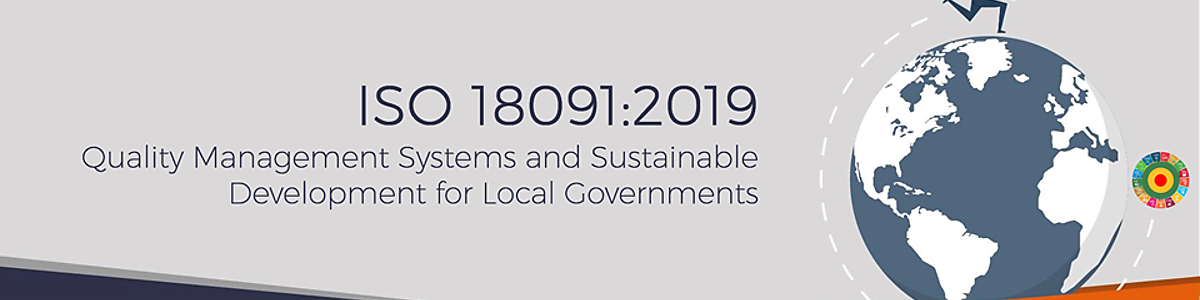 ISO 18091:2019
Quality Management Systems and Sustainable
Development for Local Governments